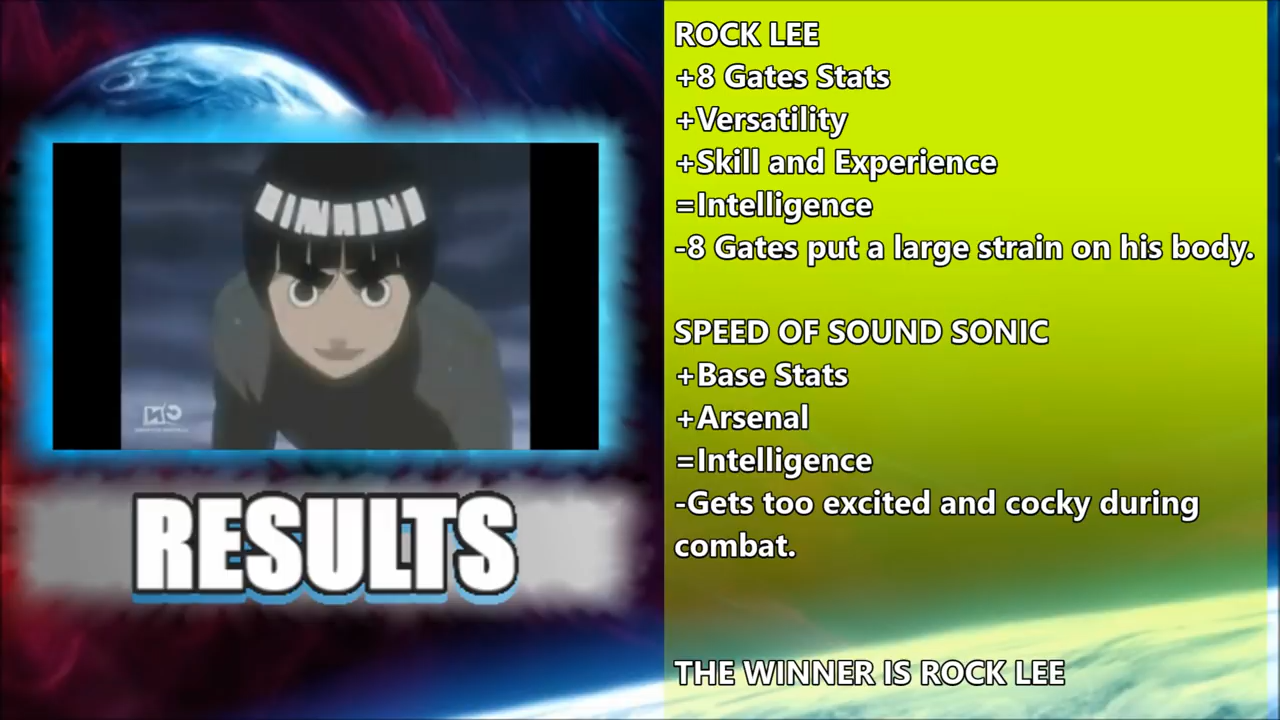 ROCK LEE
+8 Gates Stats
+Versatility
+Skill and Experience
=Intelligence
-8 Gates put a large strain on his body.
SPEED OF SOUND SONIC
+Base Stats
+Arsenal
=Intelligence
-Gets too excited and cocky during
combat.
THE WINNER IS ROCK LEE
RESULTS